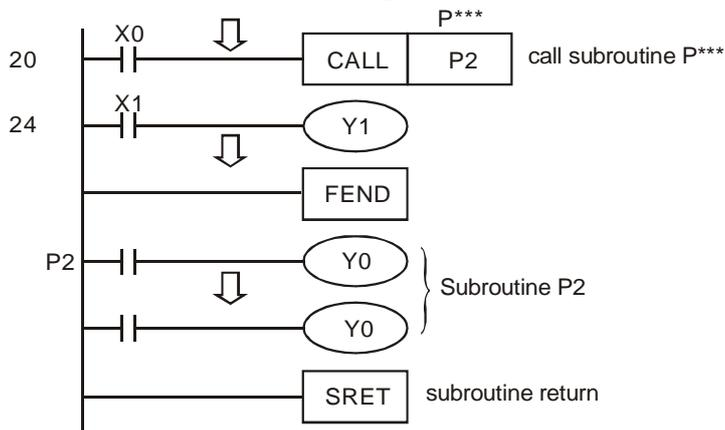 P***
X0
20 CALL P2 call subroutine P***
X1
24 Y1
FEND
P2 Y0
Subroutine P2
Y0
SRET subroutine return